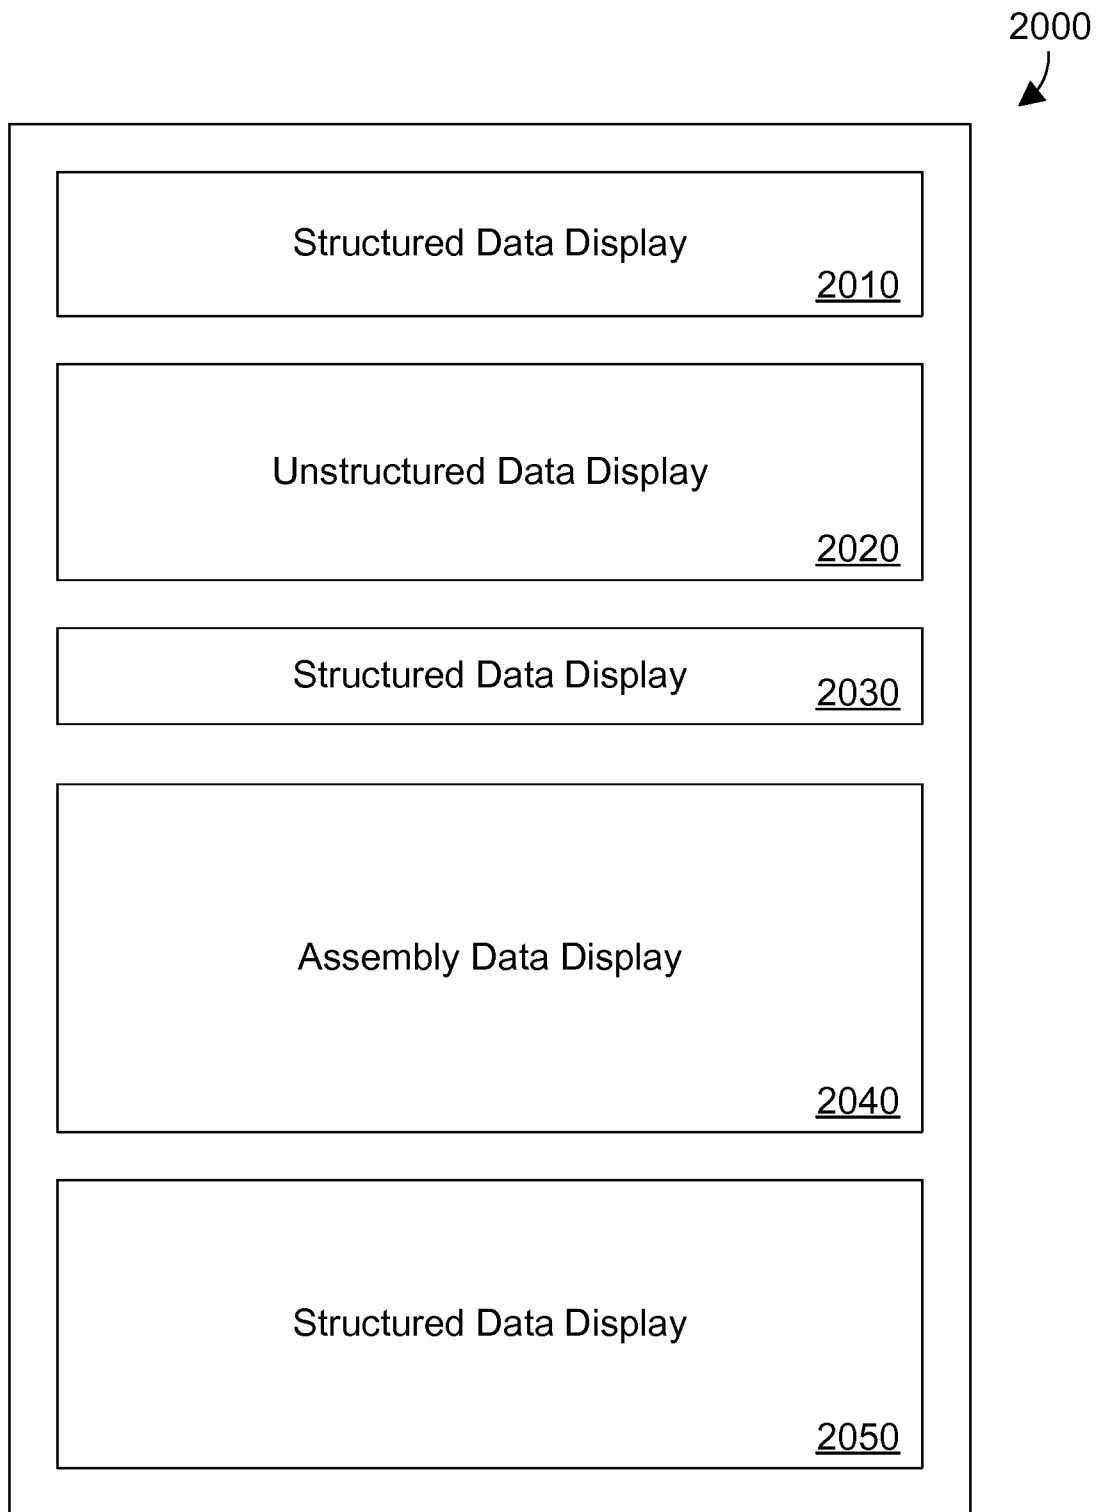 2000
Structured Data Display
2010
Unstructured Data Display
2020
Structured Data Display
2030
Assembly Data Display
2040
Structured Data Display
2050